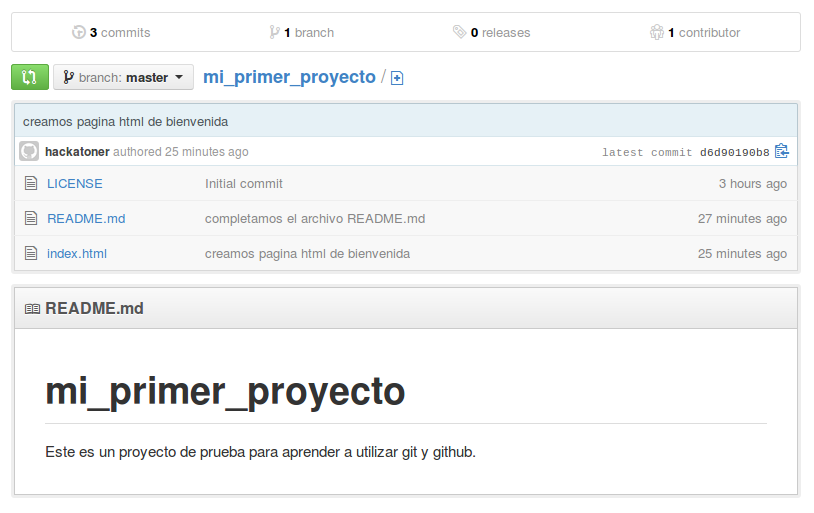 3 commits 1 branch 0 releases 1 contributor
branch: master mi_primer_proyecto /
creamos pagina html de bienvenida
hackatoner authored 25 minutes ago latest commit d6d90190b8
LICENSE Initial commit 3 hours ago
README.md completamos el archivo README.md 27 minutes ago
index.html creamos pagina html de bienvenida 25 minutes ago
README.md
mi_primer_proyecto
Este es un proyecto de prueba para aprender a utilizar git y github.